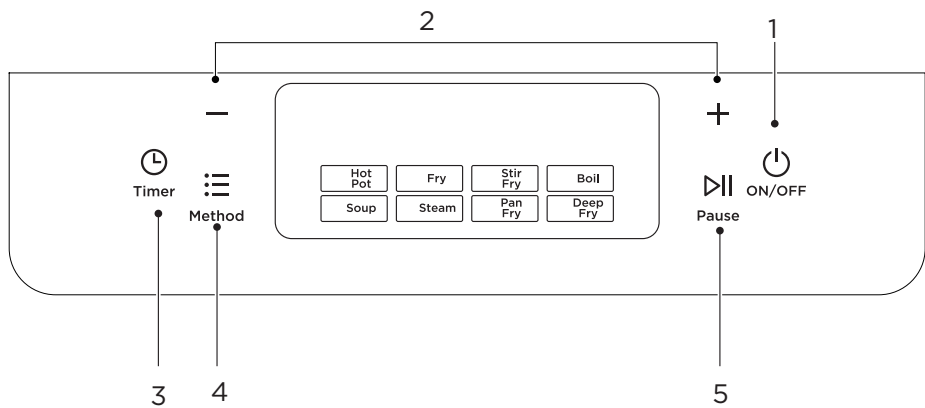 1
2
− +
Timer
Method
Hot
Pot
Fry
Stir
Fry
Boil
Soup
Steam
Pan
Fry
Deep
Fry
Pause
ON/OFF
3
4
5